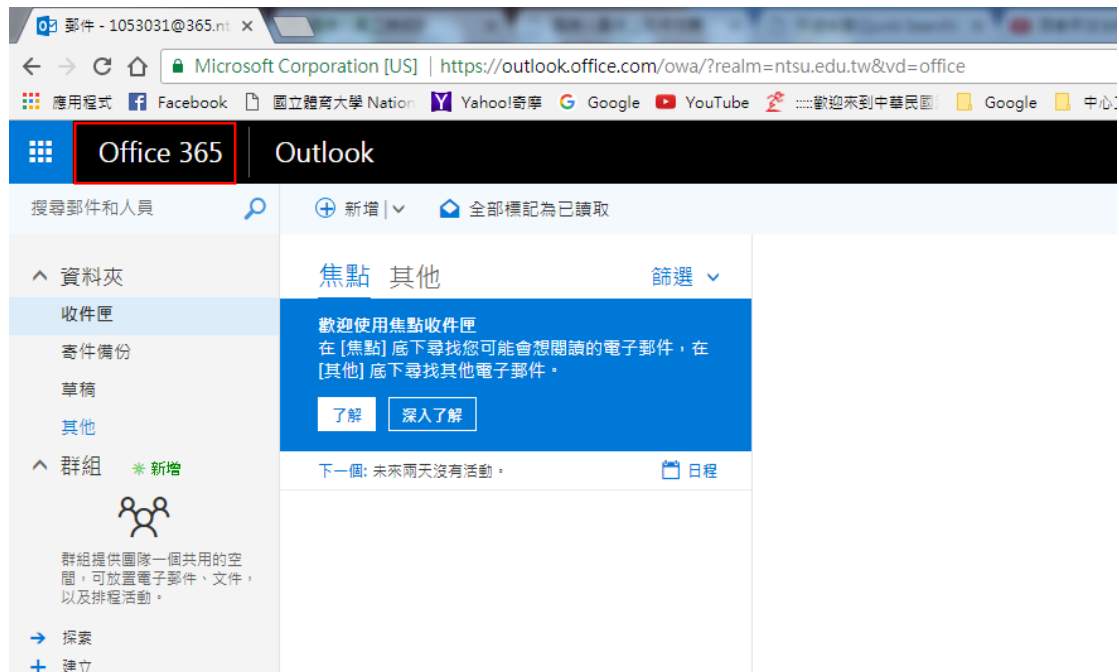 郵件 - 1053031@365.nt
Microsoft Corporation [US] | https://outlook.office.com/owa/?realm=ntsu.edu.tw&vd=office
應用程式 Facebook 國立體育大學 Nation Yahoo!奇摩 Google YouTube :::::歡迎來到中華民國 Google 中心
Office 365 Outlook
搜尋郵件和人員
新增 全部標記為已讀取
資料夾
收件匣
寄件備份
草稿
其他
群組 新增
群組提供團隊一個共用的空
間，可放置電子郵件、文件，
以及排程活動。
探索
建立
焦點 其他 篩選
歡迎使用焦點收件匣
在 [焦點] 底下尋找您可能會想閱讀的電子郵件，在
[其他] 底下尋找其他電子郵件。
了解 深入了解
下一個: 未來兩天沒有活動。 日程